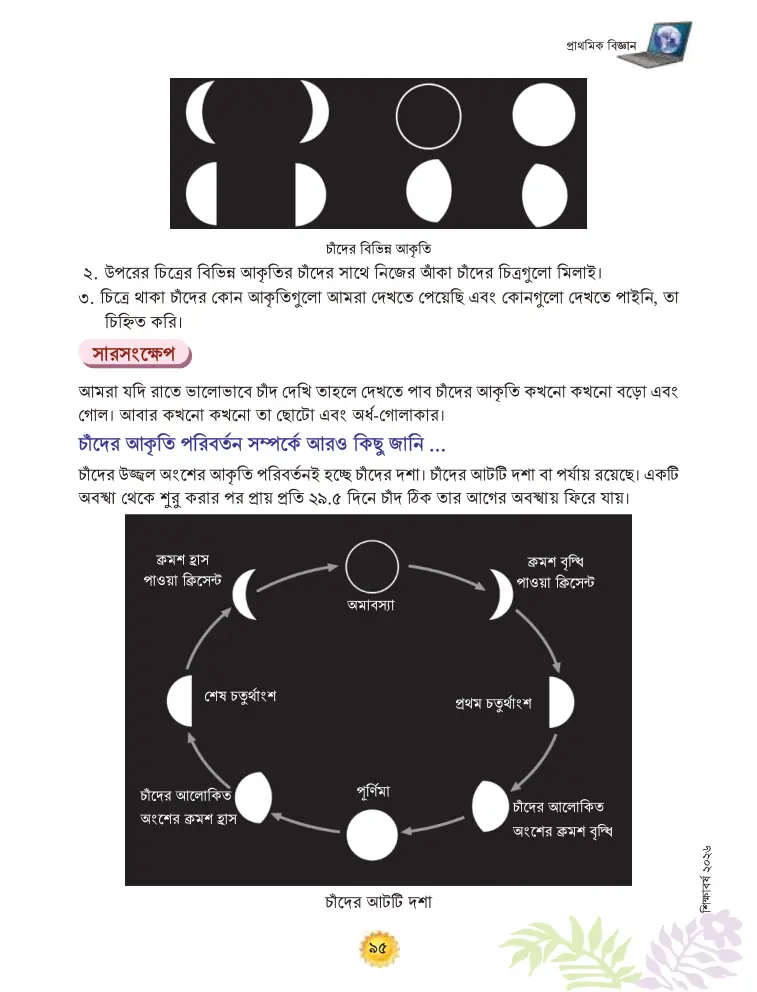 প্রাথমিক বিজ্ঞান
চাঁদের বিভিন্ন আকৃতি
২. উপরের চিত্রের বিভিন্ন আকৃতির চাঁদের সাথে নিজের আঁকা চাঁদের চিত্রগুলো মিলাই।
৩. চিত্রে থাকা চাঁদের কোন আকৃতিগুলো আমরা দেখতে পেয়েছি এবং কোনগুলো দেখতে পাইনি, তা
চিহ্নিত করি।
সারসংক্ষেপ
আমরা যদি রাতে ভালোভাবে চাঁদ দেখি তাহলে দেখতে পাব চাঁদের আকৃতি কখনো কখনো বড়ো এবং
গোল। আবার কখনো কখনো তা ছোটো এবং অর্ধ-গোলাকার।
চাঁদের আকৃতি পরিবর্তন সম্পর্কে আরও কিছু জানি ...
চাঁদের উজ্জ্বল অংশের আকৃতি পরিবর্তনই হচ্ছে চাঁদের দশা। চাঁদের আটটি দশা বা পর্যায় রয়েছে। একটি
অবস্থা থেকে শুরু করার পর প্রায় প্রতি ২৯.৫ দিনে চাঁদ ঠিক তার আগের অবস্থায় ফিরে যায়।
ক্রমশ হ্রাস
পাওয়া ক্রিসেন্ট
অমাবস্যা
ক্রমশ বৃদ্ধি
পাওয়া ক্রিসেন্ট
শেষ চতুর্থাংশ
প্রথম চতুর্থাংশ
চাঁদের আলোকিত
অংশের ক্রমশ হ্রাস
পূর্ণিমা
চাঁদের আলোকিত
অংশের ক্রমশ বৃদ্ধি
চাঁদের আটটি দশা
শিক্ষাবর্ষ ২০২৬
৯৫